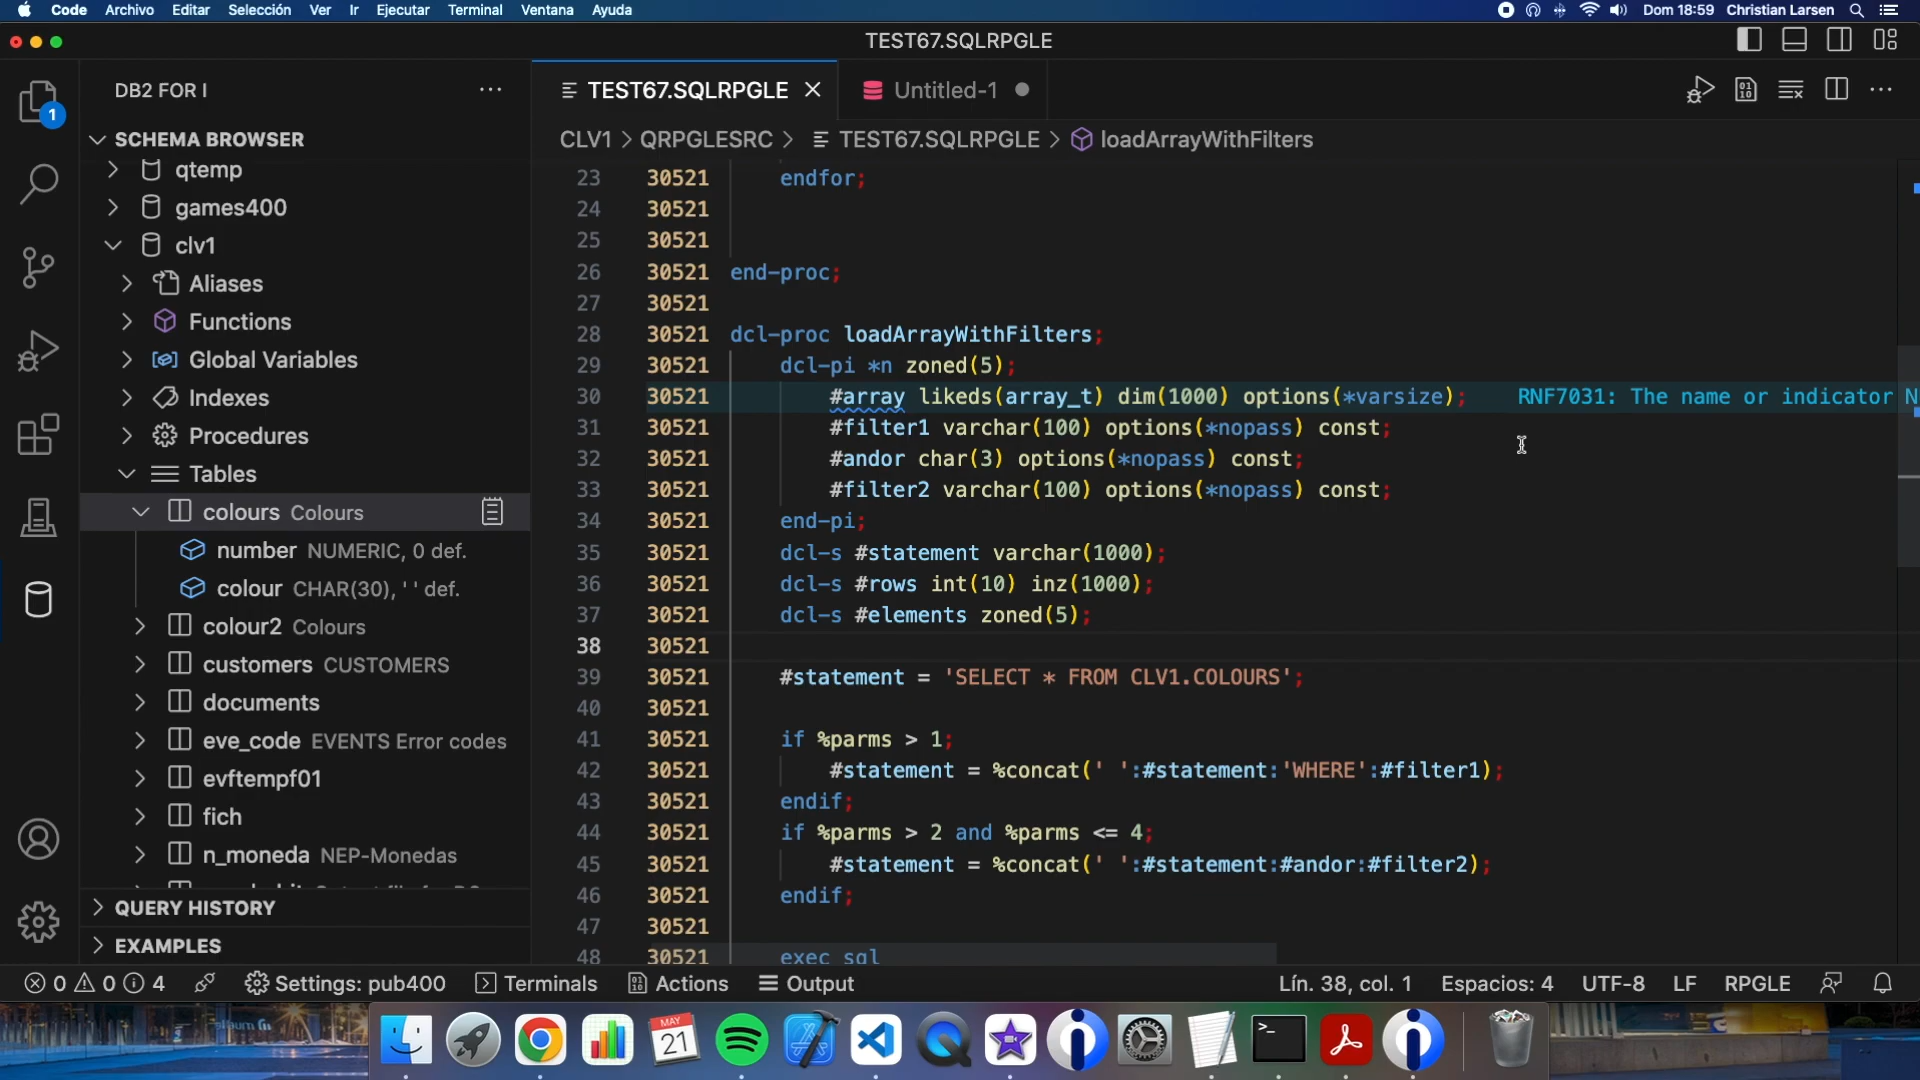 Code Archivo Editar Selección Ver Ir Ejecutar Terminal Ventana Ayuda Dom 18:59 Christian Larsen
TEST67.SQLRPGLE
DB2 FOR I ...
TEST67.SQLRPGLE
Untitled-1
1
SCHEMA BROWSER
CLV1 > QRPGLESRC > TEST67.SQLRPGLE > loadArrayWithFilters
qtemp
games400
clv1
Aliases
Functions
Global Variables
Indexes
Procedures
Tables
colours Colours
number NUMERIC, 0 def.
colour CHAR(30), ' ' def.
colour2 Colours
customers CUSTOMERS
documents
eve_code EVENTS Error codes
evftempf01
fich
n_moneda NEP-Monedas
QUERY HISTORY
EXAMPLES
23 30521 endfor;
24 30521
25 30521
26 30521 end-proc;
27 30521
28 30521 dcl-proc loadArrayWithFilters;
29 30521 dcl-pi *n zoned(5);
30 30521 #array likeds(array_t) dim(1000) options(*varsize); RNF7031: The name or indicator N
31 30521 #filter1 varchar(100) options(*nopass) const;
32 30521 #andor char(3) options(*nopass) const;
33 30521 #filter2 varchar(100) options(*nopass) const;
34 30521 end-pi;
35 30521 dcl-s #statement varchar(1000);
36 30521 dcl-s #rows int(10) inz(1000);
37 30521 dcl-s #elements zoned(5);
38 30521
39 30521 #statement = 'SELECT * FROM CLV1.COLOURS';
40 30521
41 30521 if %parms > 1;
42 30521 #statement = %concat(' ':#statement:'WHERE':#filter1);
43 30521 endif;
44 30521 if %parms > 2 and %parms <= 4;
45 30521 #statement = %concat(' ':#statement:#andor:#filter2);
46 30521 endif;
47 30521
48 30521 exec sql
0 0 4 Settings: pub400 Terminals Actions Output Lín. 38, col. 1 Espacios: 4 UTF-8 LF RPGLE
MAY
21